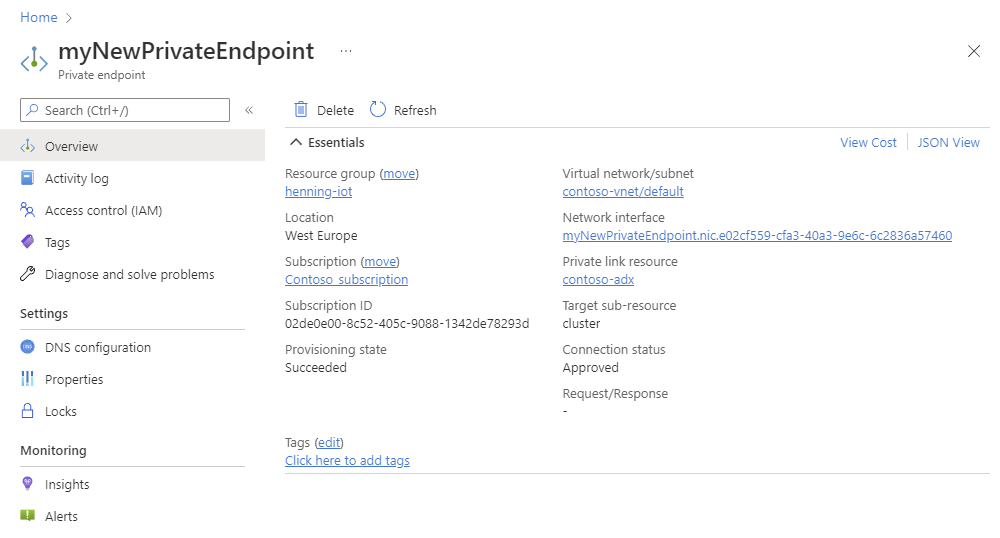 Home
myNewPrivateEndpoint ...
Private endpoint
Search (Ctrl+/)
«
Overview
Activity log
Access control (IAM)
Tags
Diagnose and solve problems
Settings
DNS configuration
Properties
Locks
Monitoring
Insights
Alerts
Delete Refresh
Essentials
View Cost JSON View
Resource group (move)
henning-iot
Location
West Europe
Subscription (move)
Contoso_subscription
Subscription ID
02de0e00-8c52-405c-9088-1342de78293d
Provisioning state
Succeeded
Virtual network/subnet
contoso-vnet/default
Network interface
myNewPrivateEndpoint.nic.e02cf559-cfa3-40a3-9e6c-6c2836a57460
Private link resource
contoso-adx
Target sub-resource
cluster
Connection status
Approved
Request/Response
-
Tags (edit)
Click here to add tags